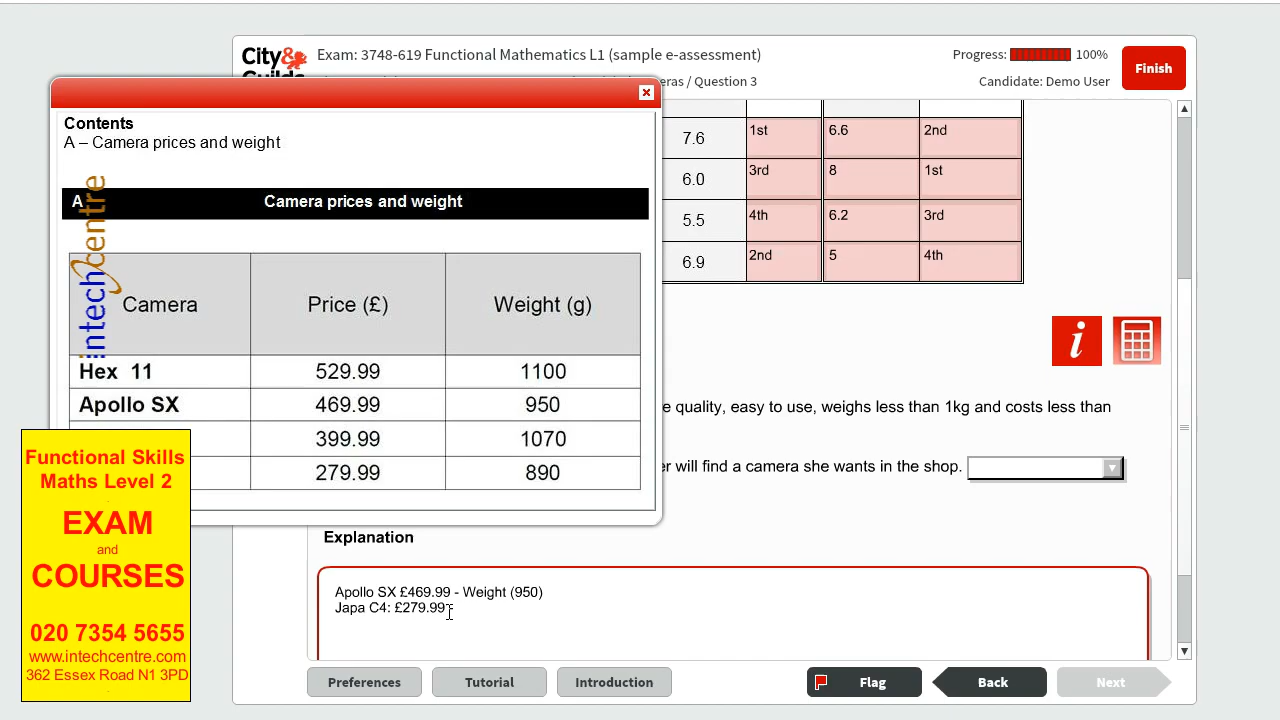 City&
Guilds
Exam: 3748-619 Functional Mathematics L1 (sample e-assessment)
Progress: 100%
Finish
eras / Question 3
Candidate: Demo User
Contents
A – Camera prices and weight
A Camera prices and weight
Camera Price (£) Weight (g)
Hex 11 529.99 1100
Apollo SX 469.99 950
399.99 1070
279.99 890
intechcentre
7.6 1st 6.6 2nd
6.0 3rd 8 1st
5.5 4th 6.2 3rd
6.9 2nd 5 4th
i
e quality, easy to use, weighs less than 1kg and costs less than
er will find a camera she wants in the shop.
Explanation
Apollo SX £469.99 - Weight (950)
Japa C4: £279.99
Functional Skills
Maths Level 2
EXAM
and
COURSES
020 7354 5655
www.intechcentre.com
362 Essex Road N1 3PD
Preferences
Tutorial
Introduction
Flag
Back
Next